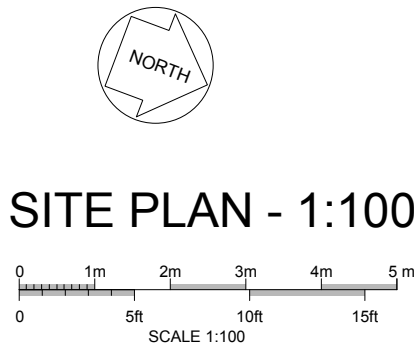 NORTH
SITE PLAN - 1:100
0 1m 2m 3m 4m 5 m
0 5ft 10ft 15ft
SCALE 1:100